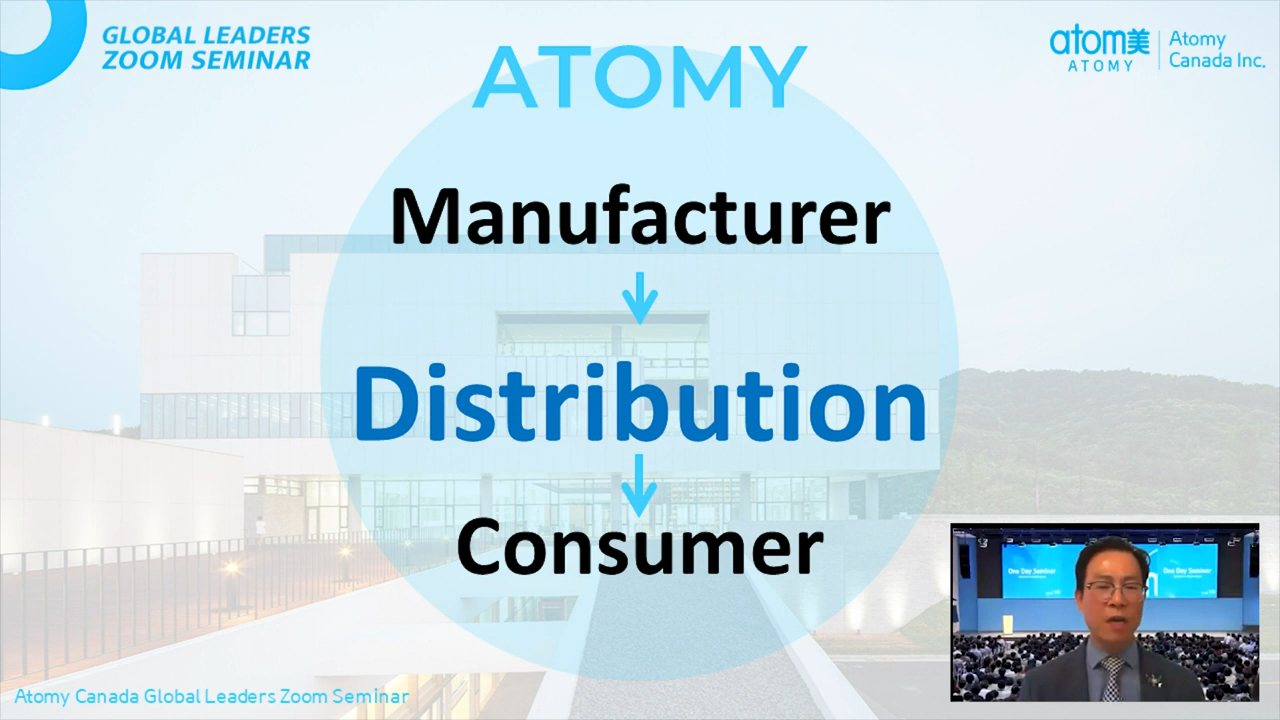 GLOBAL LEADERS
ZOOM SEMINAR
ATOMY
atom美
ATOMY
Atomy
Canada Inc.
Manufacturer
Distribution
Consumer
One Day Seminar
One Day Seminar
Atomy Canada Global Leaders Zoom Seminar